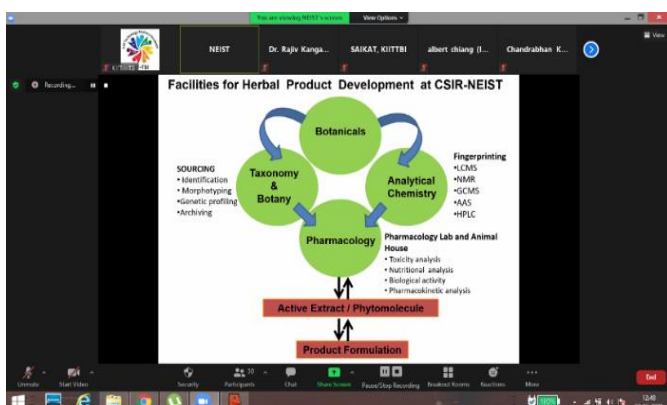 You are viewing NEIST's screen
View Options
View
NEIST
Dr. Rajiv Kanga...
SAIKAT, KIITTBI
albert chiang (I...
Chandrabhan K...
Recording...
Facilities for Herbal Product Development at CSIR-NEIST
Botanicals
SOURCING
• Identification
• Morphotyping
• Genetic profiling
•Archiving
Taxonomy
&
Botany
Analytical
Chemistry
Fingerprinting
•LCMS
•NMR
•GCMS
•AAS
•HPLC
Pharmacology
Pharmacology Lab and Animal
House
• Toxicity analysis
• Nutritional analysis
• Biological activity
• Pharmacokinetic analysis
Active Extract / Phytomolecule
Product Formulation
Unmute
Start Video
Security
Participants
Chat
Share Screen
Pause/Stop Recording
Breakout Rooms
Reactions
More
End
100%
12:40